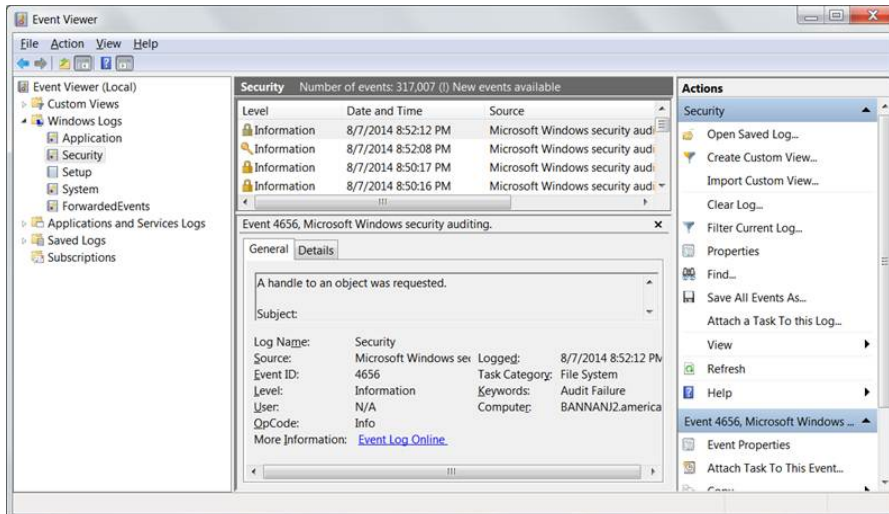 Event Viewer
File Action View Help
Event Viewer (Local)
Custom Views
Windows Logs
Application
Security
Setup
System
ForwardedEvents
Applications and Services Logs
Saved Logs
Subscriptions
Security Number of events: 317,007 (!) New events available
Level Date and Time Source
Information 8/7/2014 8:52:12 PM Microsoft Windows security audi
Information 8/7/2014 8:52:08 PM Microsoft Windows security audi
Information 8/7/2014 8:50:17 PM Microsoft Windows security audi
Information 8/7/2014 8:50:16 PM Microsoft Windows security audi
Event 4656, Microsoft Windows security auditing.
General Details
A handle to an object was requested.
Subject:
Log Name: Security
Source: Microsoft Windows sec Logged: 8/7/2014 8:52:12 PM
Event ID: 4656 Task Category: File System
Level: Information Keywords: Audit Failure
User: N/A Computer: BANNANJ2.america
OpCode: Info
More Information: Event Log Online
Actions
Security
Open Saved Log...
Create Custom View...
Import Custom View...
Clear Log...
Filter Current Log...
Properties
Find...
Save All Events As...
Attach a Task To this Log...
View
Refresh
Help
Event 4656, Microsoft Windows ...
Event Properties
Attach Task To This Event...